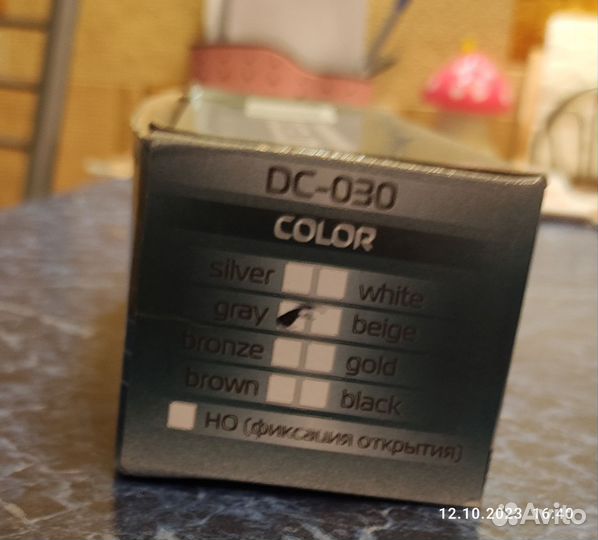 DC-030
COLOR
silver white
gray beige
bronze gold
brown black
НО (фиксация открытия)
12.10.2023 16:40
Avito